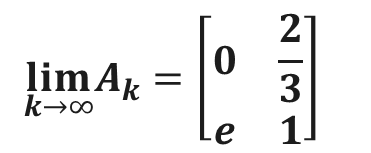 lim A_k = [0 2/3
k→∞
e 1]